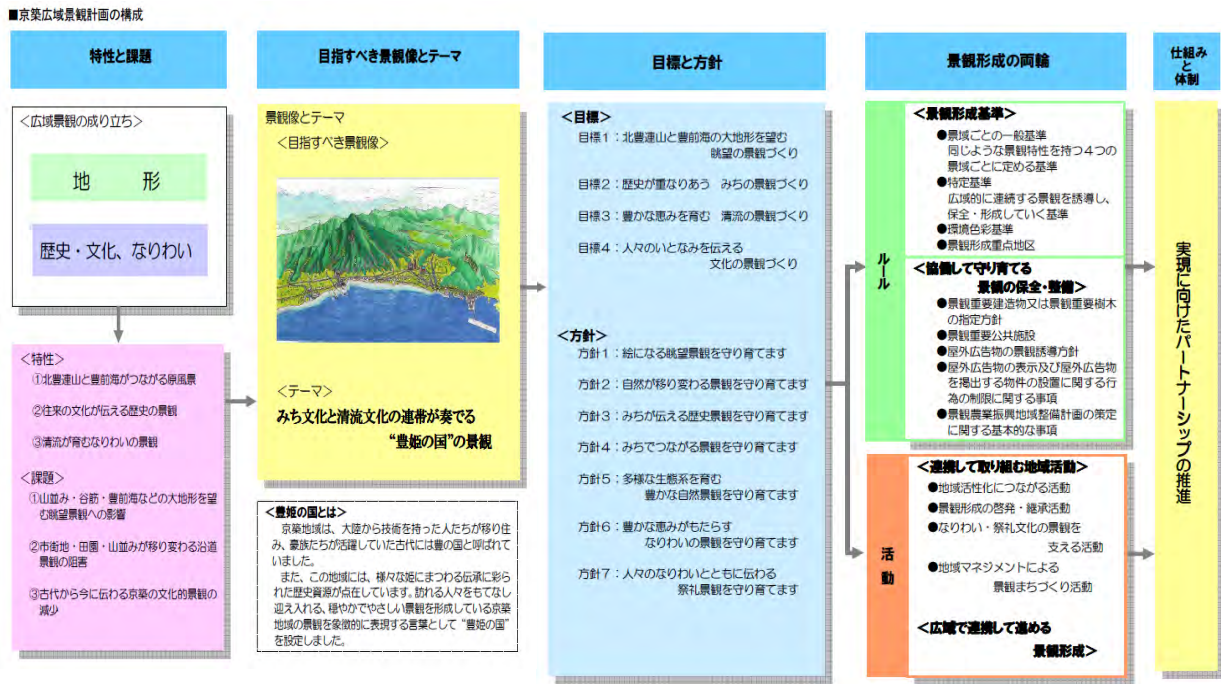 ■京築広域景観計画の構成
特性と課題
<広域景観の成り立ち>
地　形
歴史・文化、なりわい
<特性>
①北豊連山と豊前海がつながる原風景
②往来の文化が伝える歴史の景観
③清流が育むなりわいの景観
<課題>
①山並み・谷筋・豊前海などの大地形を望
む眺望景観への影響
②市街地・田園・山並みが移り変わる沿道
景観の阻害
③古代から今に伝わる京築の文化的景観の
減少
目指すべき景観像とテーマ
景観像とテーマ
<目指すべき景観像>
<テーマ>
みち文化と清流文化の連帯が奏でる
“豊姫の国”の景観
<豊姫の国とは>
京築地域は、大陸から技術を持った人たちが移り住
み、豪族たちが活躍していた古代には豊の国と呼ばれて
いました。
また、この地域には、様々な姫にまつわる伝承に彩ら
れた歴史資源が点在しています。訪れる人々をもてなし
迎え入れる、穏やかでやさしい景観を形成している京築
地域の景観を象徴的に表現する言葉として“豊姫の国”
を設定しました。
目標と方針
<目標>
目標１：北豊連山と豊前海の大地形を望む
眺望の景観づくり
目標２：歴史が重なりあう　みちの景観づくり
目標３：豊かな恵みを育む　清流の景観づくり
目標４：人々のいとなみを伝える
文化の景観づくり
<方針>
方針１：絵になる眺望景観を守り育てます
方針２：自然が移り変わる景観を守り育てます
方針３：みちが伝える歴史景観を守り育てます
方針４：みちでつながる景観を守り育てます
方針５：多様な生態系を育む
豊かな自然景観を守り育てます
方針６：豊かな恵みがもたらす
なりわいの景観を守り育てます
方針７：人々のなりわいとともに伝わる
祭礼景観を守り育てます
景観形成の両輪
ルール
<景観形成基準>
●景域ごとの一般基準
同じような景観特性を持つ４つの
景域ごとに定める基準
●特定基準
広域的に連続する景観を誘導し、
保全・形成していく基準
●環境色彩基準
●景観形成重点地区
<協働して守り育てる
景観の保全・整備>
●景観重要建造物又は景観重要樹木
の指定方針
●景観重要公共施設
●屋外広告物の景観誘導方針
●屋外広告物の表示及び屋外広告物
を掲出する物件の設置に関する行
為の制限に関する事項
●景観農業振興地域整備計画の策定
に関する基本的な事項
活動
<連携して取り組む地域活動>
●地域活性化につながる活動
●景観形成の啓発・継承活動
●なりわい・祭礼文化の景観を
支える活動
●地域マネジメントによる
景観まちづくり活動
<広域で連携して進める
景観形成>
仕組み
と
体制
実現に向けたパートナーシップの推進